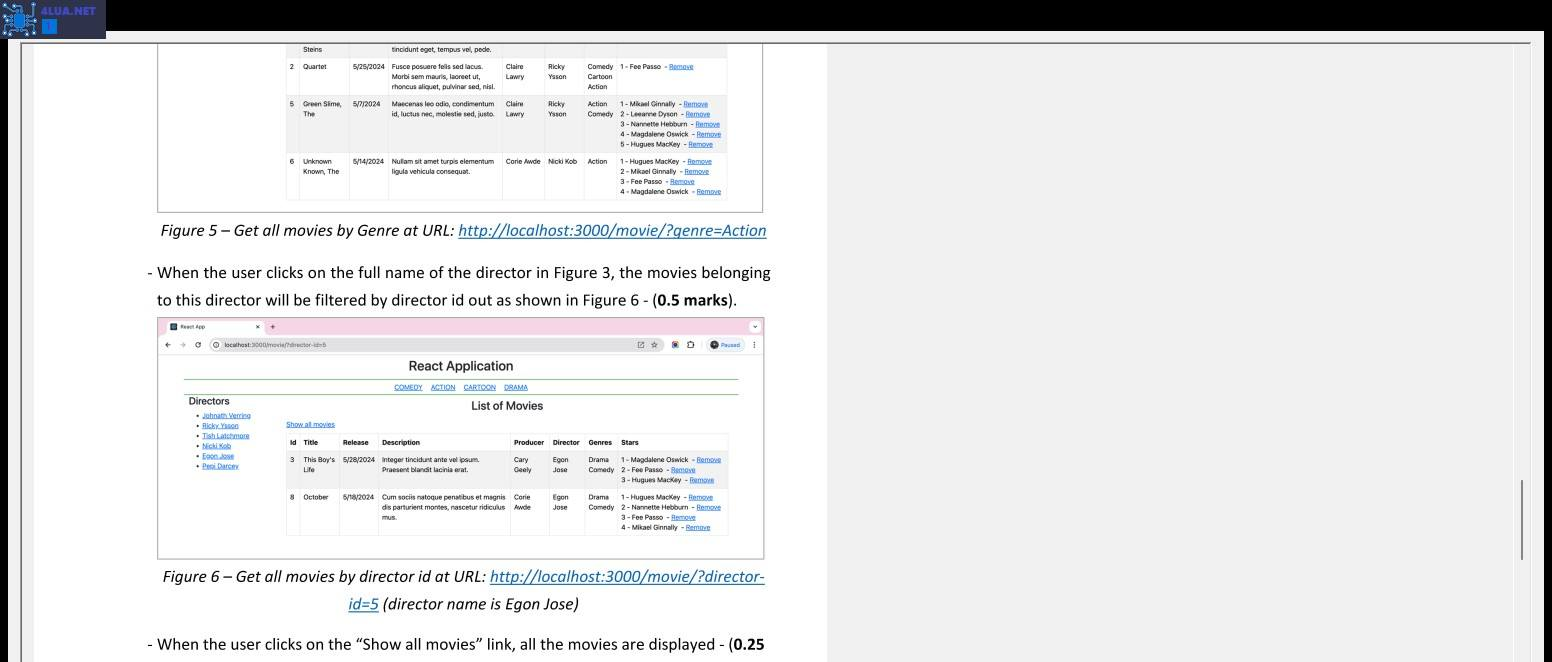 4LUA.NET
Steins tincidunt eget, tempus vel, pede.
2 Quartet 5/25/2024 Fusce posuere felis sed lacus. Claire Ricky Comedy 1 - Fee Passo - Remove
Morbi sem mauris, laoreet ut, Lawry Ysson Cartoon
rhoncus aliquet, pulvinar sed, nisl. Action
5 Green Slime, 5/7/2024 Maecenas leo odio, condimentum Claire Ricky Action 1 - Mikael Ginnally - Remove
The id, luctus nec, molestie sed, justo. Lawry Ysson Comedy 2 - Leeanne Dyson - Remove
3 - Nannette Hebburn - Remove
4 - Magdalene Oswick - Remove
5 - Hugues MacKey - Remove
6 Unknown 5/14/2024 Nullam sit amet turpis elementum Corie Awde Nicki Kob Action 1 - Hugues MacKey - Remove
Known, The ligula vehicula consequat. 2 - Mikael Ginnally - Remove
3 - Fee Passo - Remove
4 - Magdalene Oswick - Remove
Figure 5 – Get all movies by Genre at URL: http://localhost:3000/movie/?genre=Action
- When the user clicks on the full name of the director in Figure 3, the movies belonging
to this director will be filtered by director id out as shown in Figure 6 - (0.5 marks).
React App
localhost:3000/movie/?director-id=5 Paused
React Application
COMEDY ACTION CARTOON DRAMA
Directors
Johnath Verring
Ricky Ysson
Tish Latchmore
Nicki Kob
Egon Jose
Pepi Darcey
List of Movies
Show all movies
Id Title Release Description Producer Director Genres Stars
3 This Boy's 5/28/2024 Integer tincidunt ante vel ipsum. Cary Egon Drama 1 - Magdalene Oswick - Remove
Life Praesent blandit lacinia erat. Geely Jose Comedy 2 - Fee Passo - Remove
3 - Hugues MacKey - Remove
8 October 5/18/2024 Cum sociis natoque penatibus et magnis Corie Egon Drama 1 - Hugues MacKey - Remove
dis parturient montes, nascetur ridiculus Awde Jose Comedy 2 - Nannette Hebburn - Remove
mus. 3 - Fee Passo - Remove
4 - Mikael Ginnally - Remove
Figure 6 – Get all movies by director id at URL: http://localhost:3000/movie/?director-
id=5 (director name is Egon Jose)
- When the user clicks on the “Show all movies” link, all the movies are displayed - (0.25